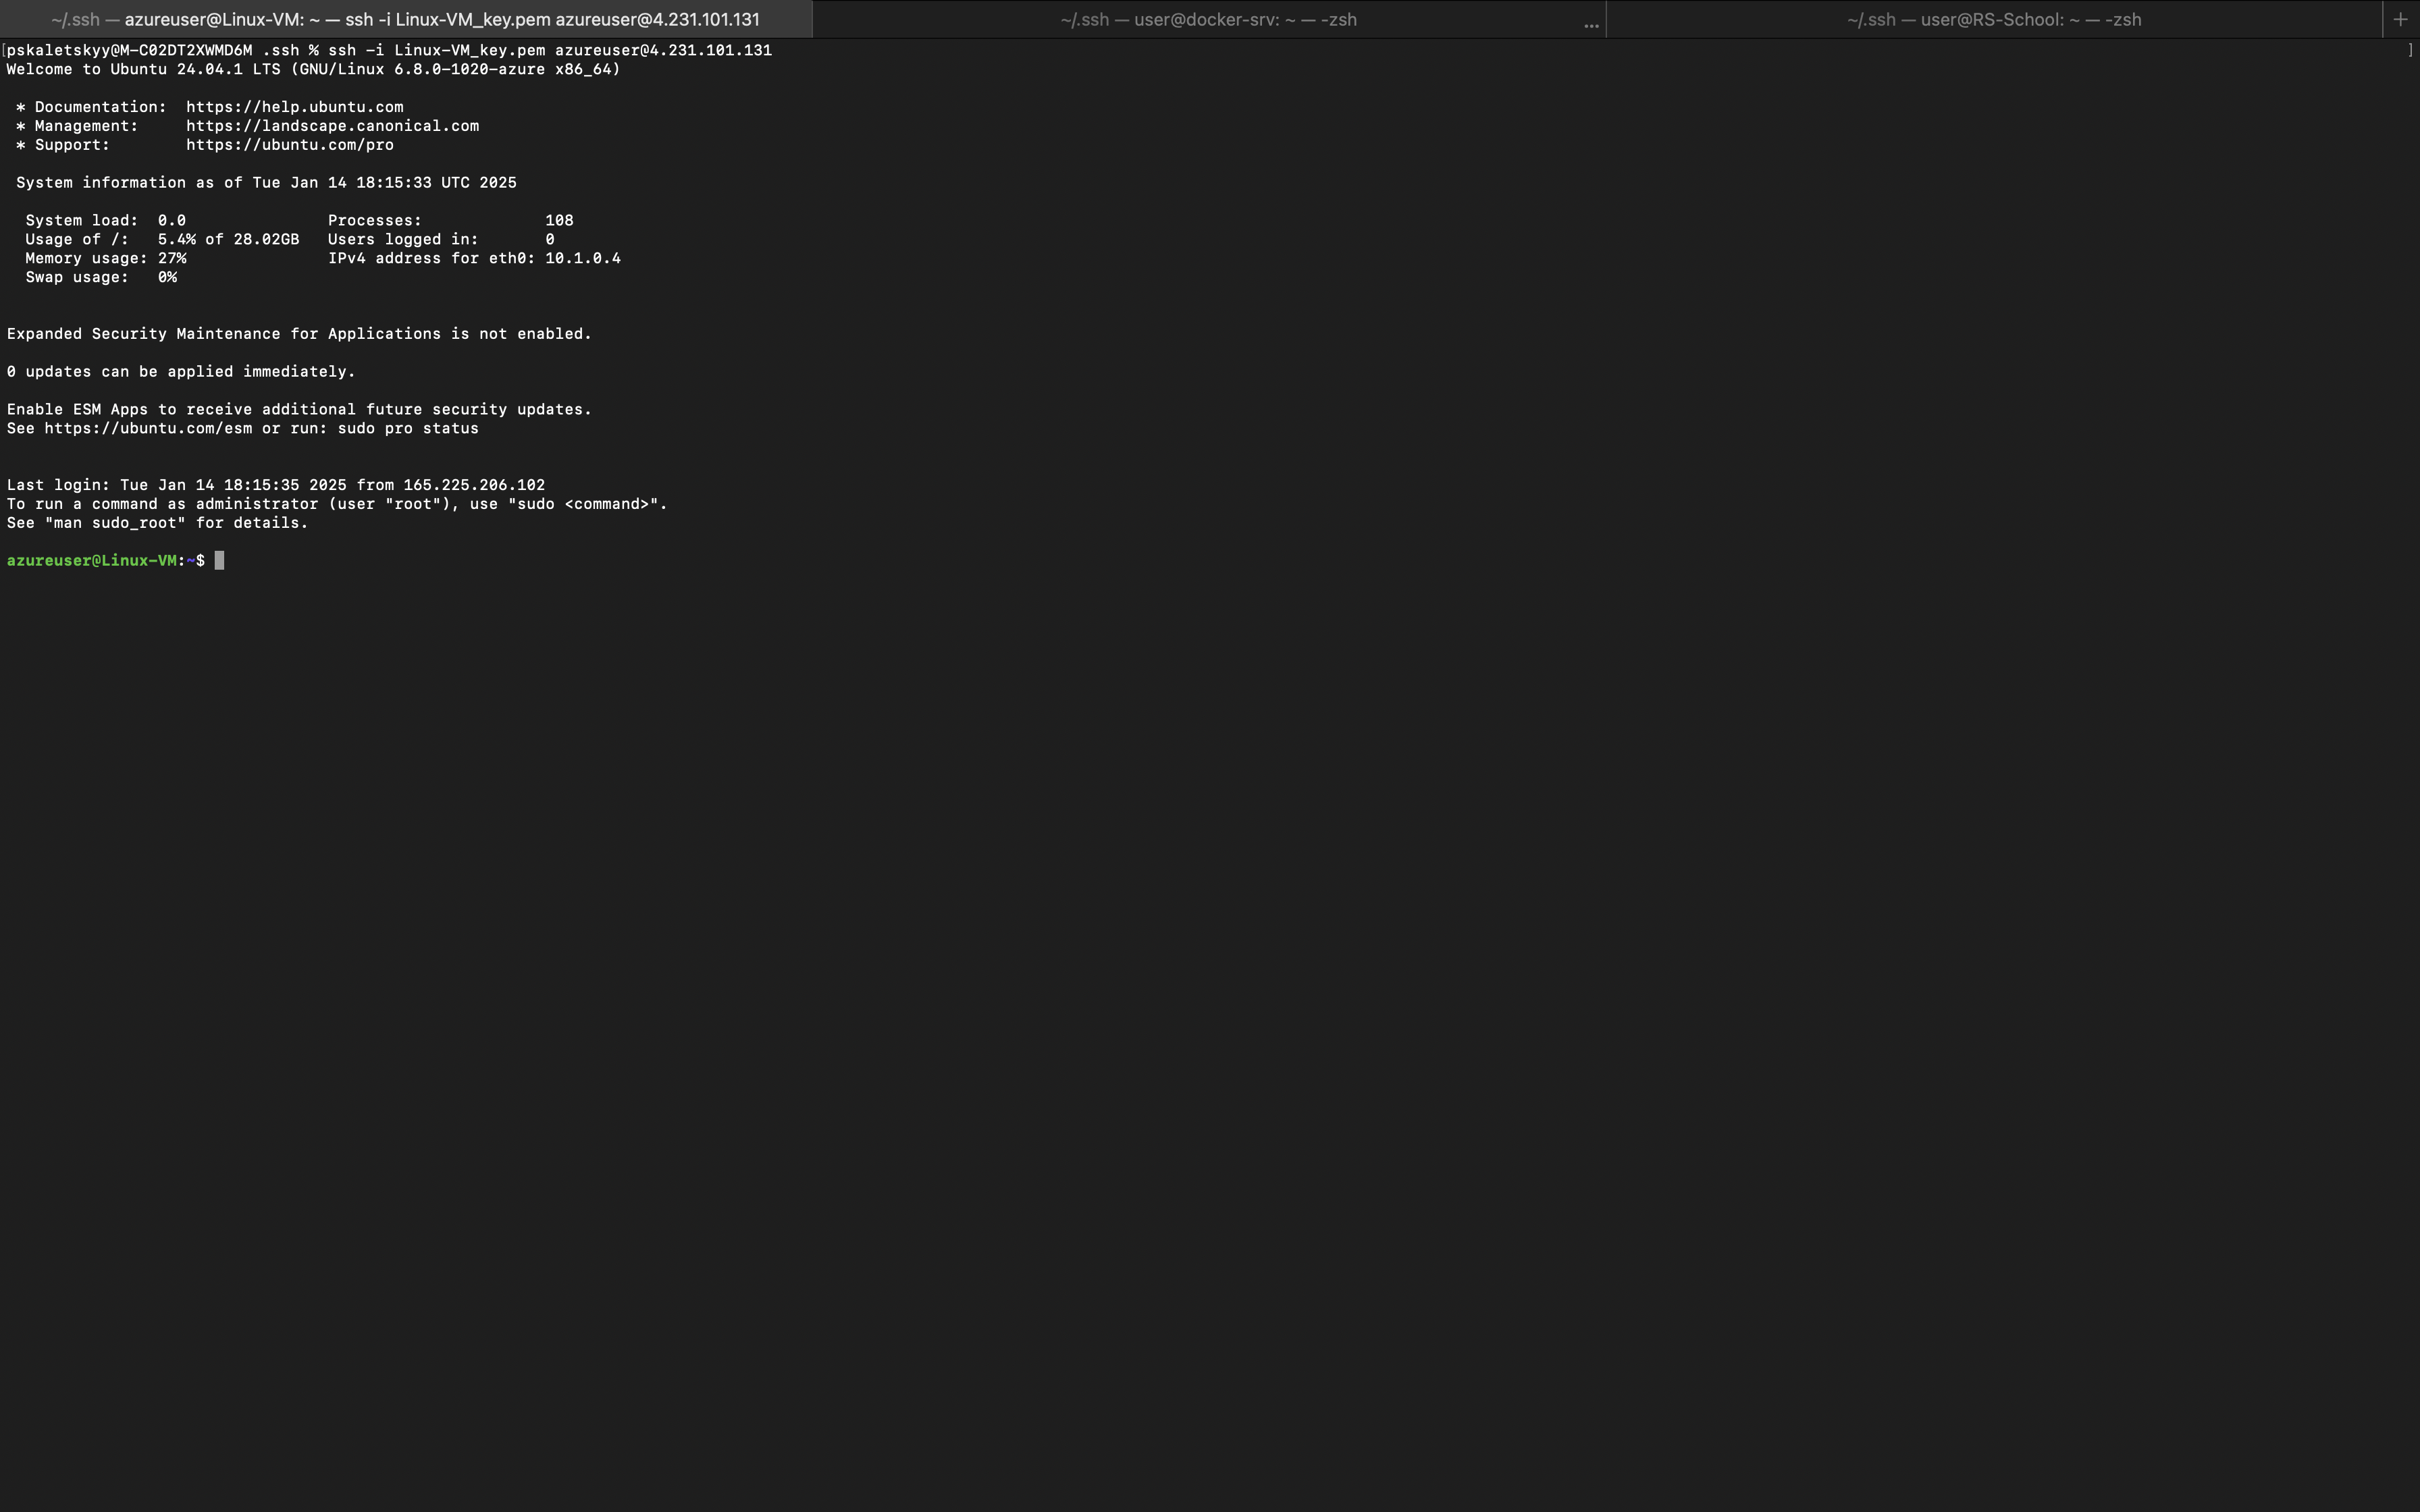 ~/.ssh — azureuser@Linux-VM: ~ — ssh -i Linux-VM_key.pem azureuser@4.231.101.131
~/.ssh — user@docker-srv: ~ — -zsh
...
~/.ssh — user@RS-School: ~ — -zsh
+
[pskaletskyy@M-C02DT2XWMD6M .ssh % ssh -i Linux-VM_key.pem azureuser@4.231.101.131 ]
Welcome to Ubuntu 24.04.1 LTS (GNU/Linux 6.8.0-1020-azure x86_64)
* Documentation:  https://help.ubuntu.com
* Management:     https://landscape.canonical.com
* Support:        https://ubuntu.com/pro
System information as of Tue Jan 14 18:15:33 UTC 2025
System load:  0.0               Processes:             108
Usage of /:   5.4% of 28.02GB   Users logged in:       0
Memory usage: 27%               IPv4 address for eth0: 10.1.0.4
Swap usage:   0%
Expanded Security Maintenance for Applications is not enabled.
0 updates can be applied immediately.
Enable ESM Apps to receive additional future security updates.
See https://ubuntu.com/esm or run: sudo pro status
Last login: Tue Jan 14 18:15:35 2025 from 165.225.206.102
To run a command as administrator (user "root"), use "sudo <command>".
See "man sudo_root" for details.
azureuser@Linux-VM:~$